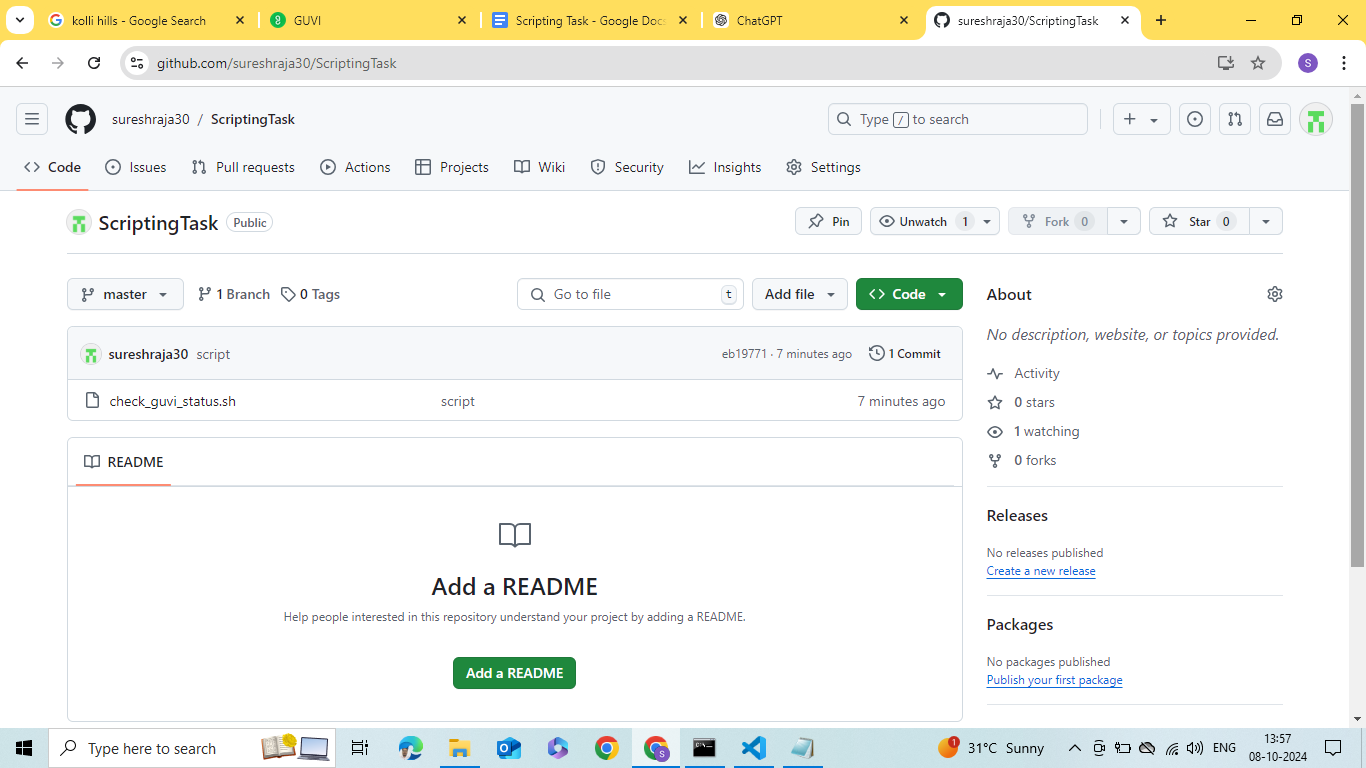 kolli hills - Google Search
GUVI
Scripting Task - Google Docs
ChatGPT
sureshraja30/ScriptingTask
github.com/sureshraja30/ScriptingTask
S
sureshraja30 / ScriptingTask
Type / to search
Code
Issues
Pull requests
Actions
Projects
Wiki
Security
Insights
Settings
ScriptingTask
Public
Pin
Unwatch 1
Fork 0
Star 0
master
1 Branch
0 Tags
Go to file
t
Add file
Code
sureshraja30 script
eb19771 · 7 minutes ago
1 Commit
check_guvi_status.sh
script
7 minutes ago
README
Add a README
Help people interested in this repository understand your project by adding a README.
Add a README
About
No description, website, or topics provided.
Activity
0 stars
1 watching
0 forks
Releases
No releases published
Create a new release
Packages
No packages published
Publish your first package
Type here to search
S
1
31°C Sunny
ENG
13:57
08-10-2024